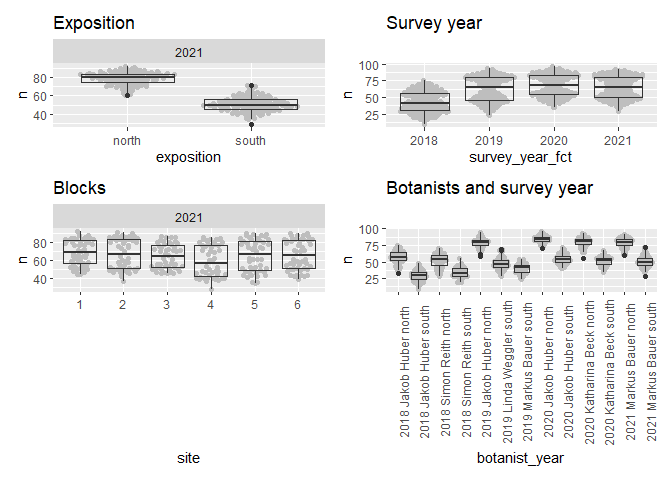 Exposition
2021
n
80
60
40
north south
exposition
Survey year
n
100
75
50
25
2018 2019 2020 2021
survey_year_fct
Blocks
2021
n
80
60
40
1 2 3 4 5 6
site
Botanists and survey year
n
100
75
50
25
2018 Jakob Huber north
2018 Jakob Huber south
2018 Simon Reith north
2018 Simon Reith south
2019 Jakob Huber north
2019 Linda Weggler south
2019 Markus Bauer south
2020 Jakob Huber north
2020 Jakob Huber south
2020 Katharina Beck north
2020 Katharina Beck south
2021 Markus Bauer north
2021 Markus Bauer south
botanist_year